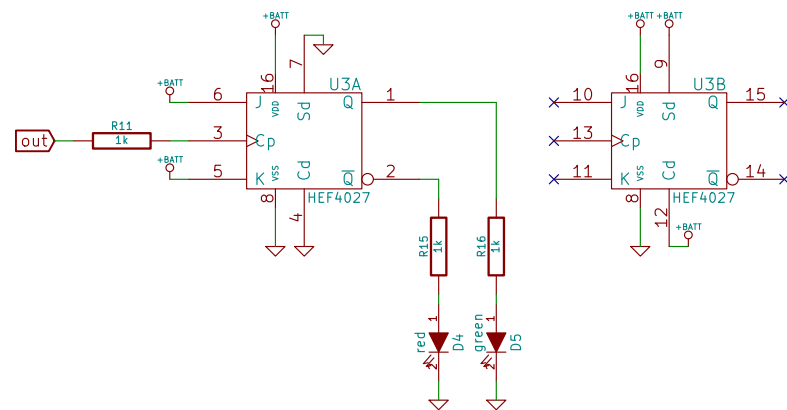 +BATT
+BATT
+BATT
7
9
16
16
U3A
U3B
+BATT
6
J
VDD
Sd
Q
1
10
J
VDD
Sd
Q
15
out
R11
1k
3
Cp
13
Cp
+BATT
5
K
VSS
Cd
Q
2
11
K
VSS
Cd
Q
14
HEF4027
HEF4027
8
4
8
12
+BATT
R15
1k
R16
1k
1
1
red
D4
green
D5
2
2